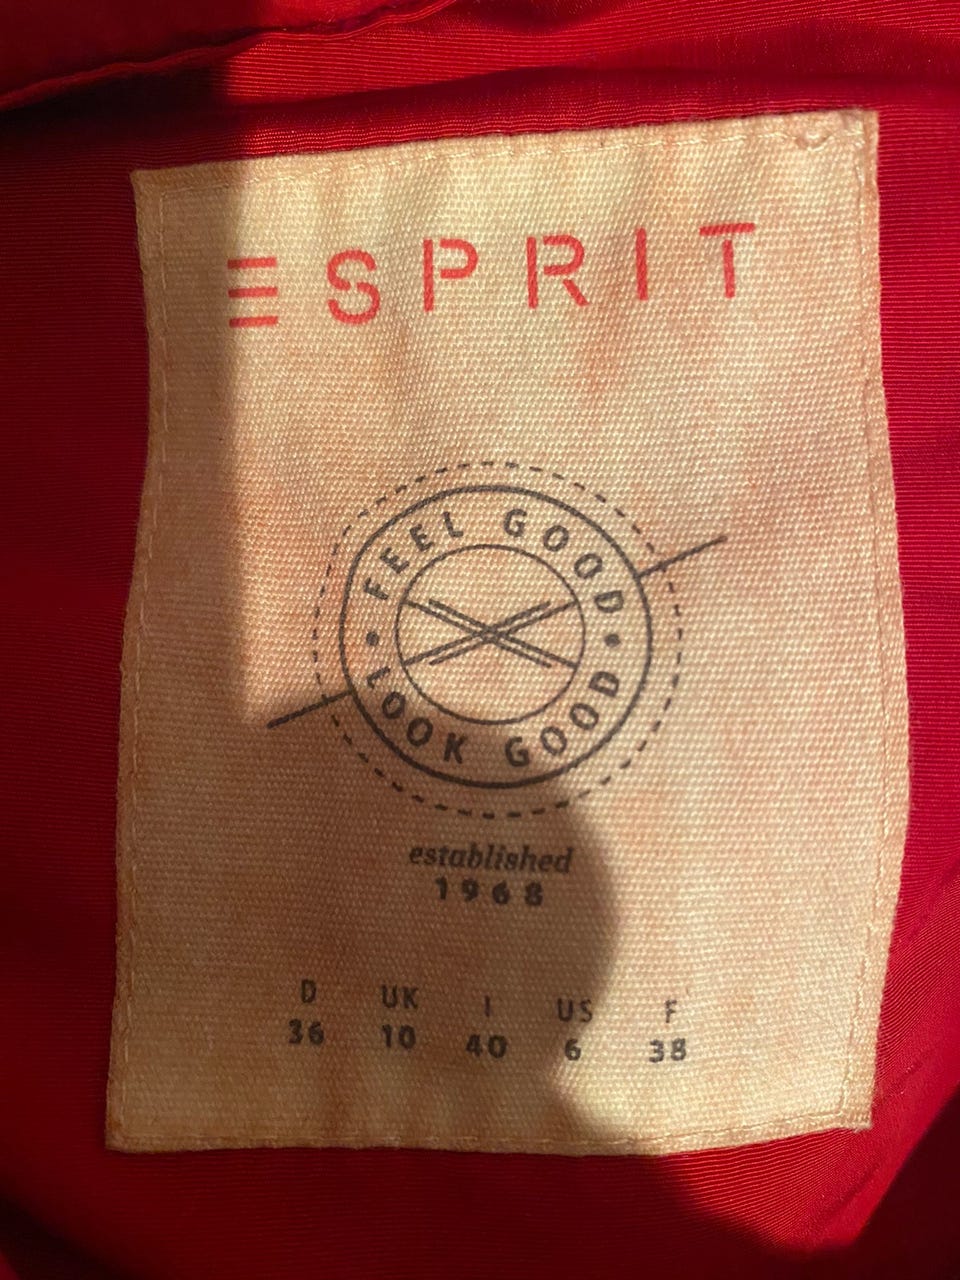 ESPRIT
FEEL GOOD
LOOK GOOD
established
1968
D UK I US F
36 10 40 6 38